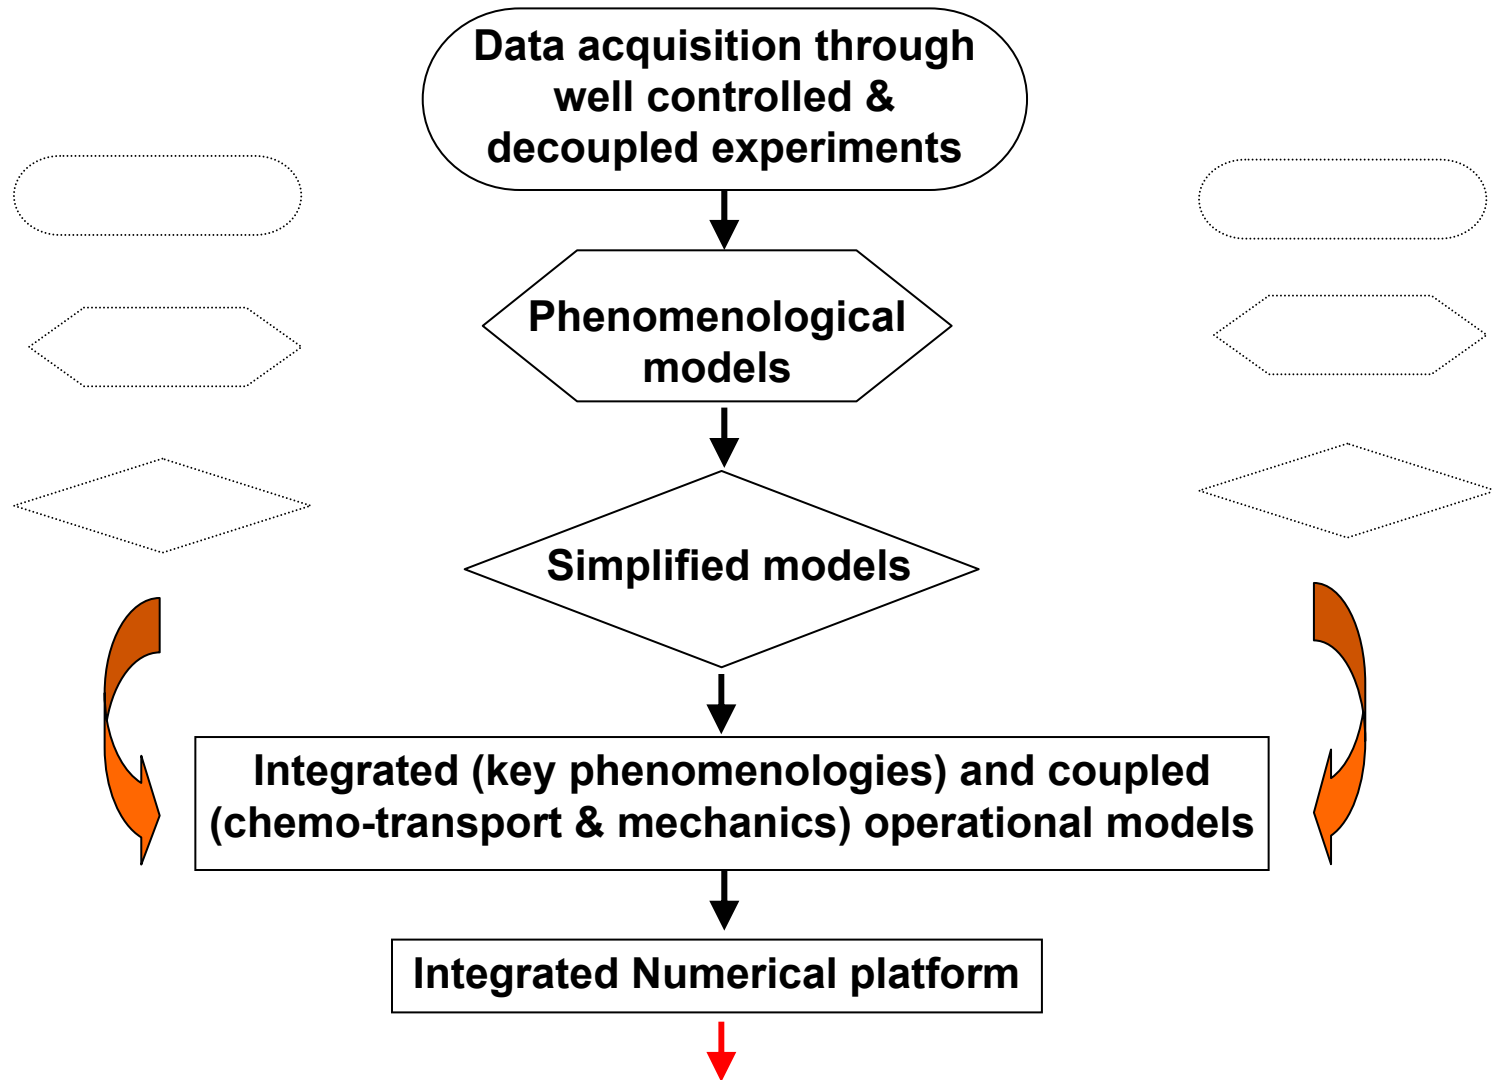 Data acquisition through
well controlled &
decoupled experiments
Phenomenological
models
Simplified models
Integrated (key phenomenologies) and coupled
(chemo-transport & mechanics) operational models
Integrated Numerical platform